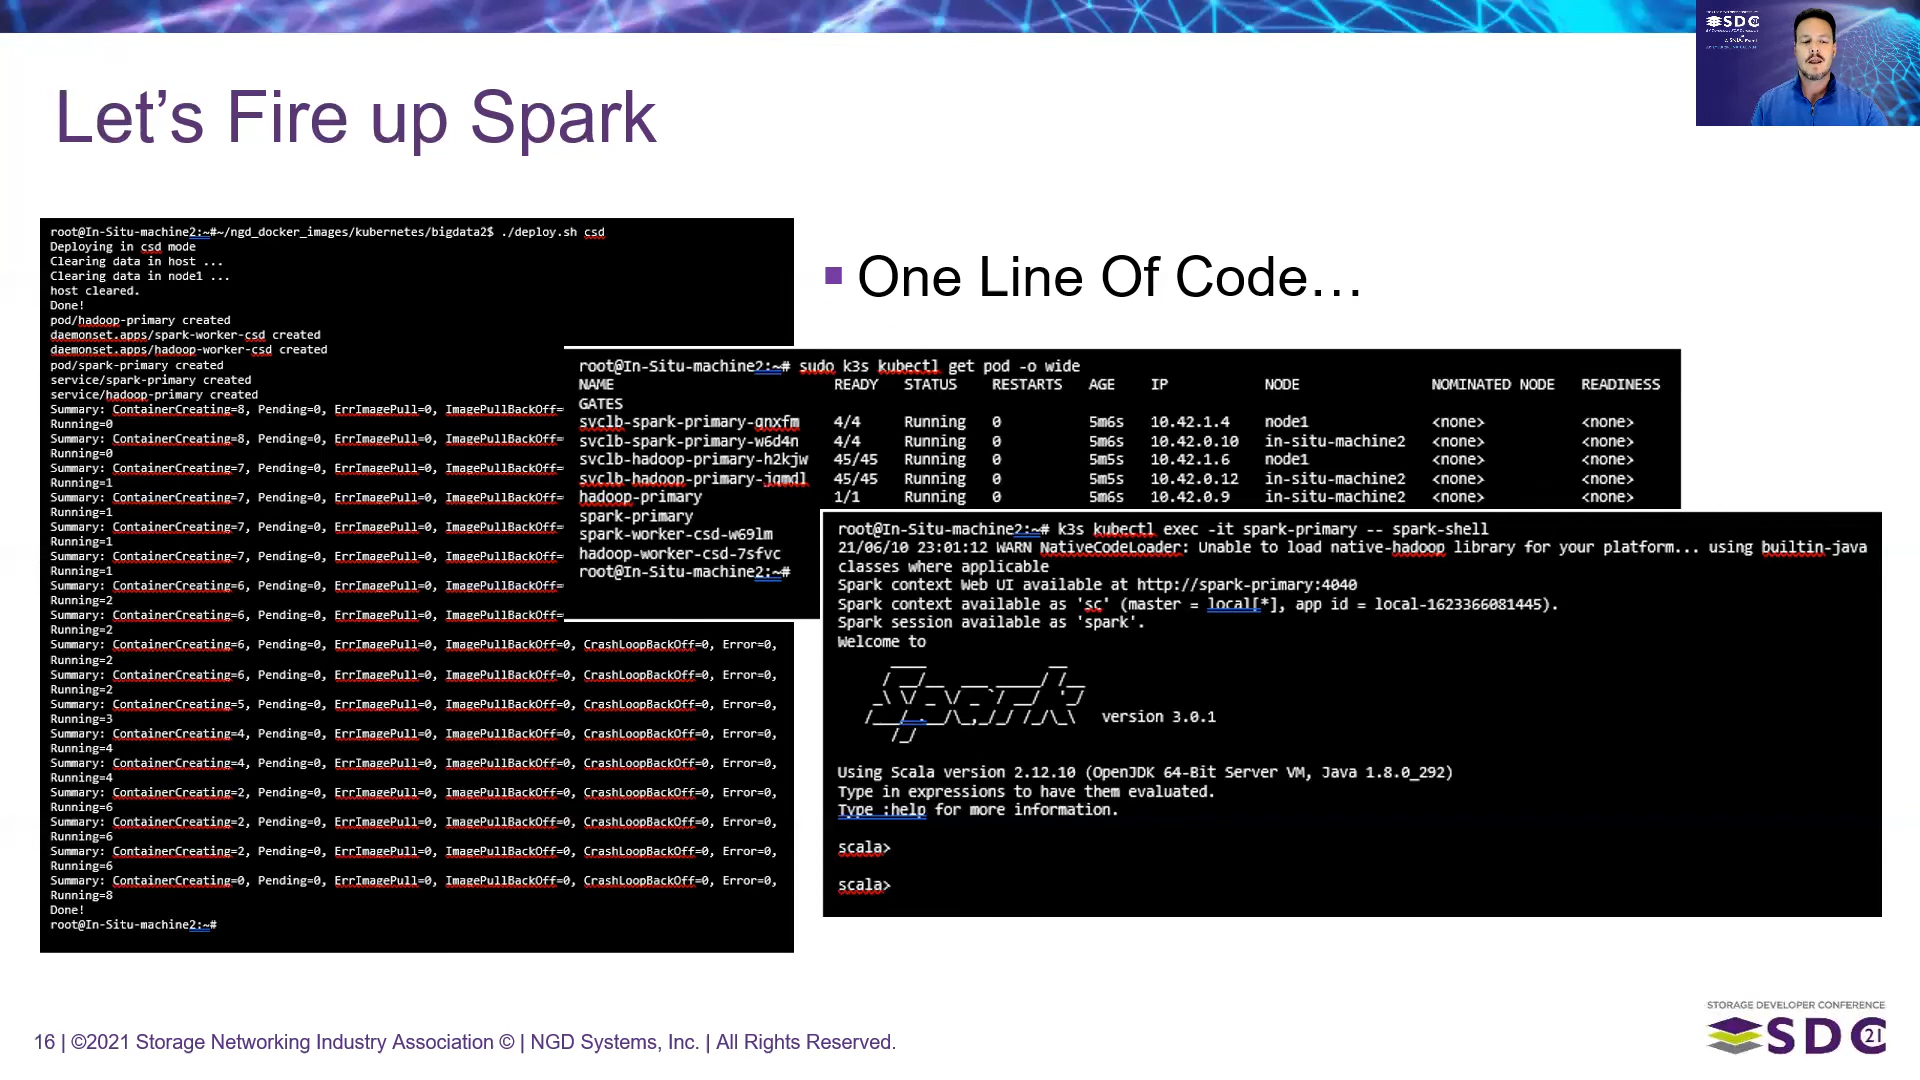 Let's Fire up Spark
root@In-Situ-machine2:~#~/ngd_docker_images/kubernetes/bigdata2$ ./deploy.sh csd
Deploying in csd mode
Clearing data in host ...
Clearing data in node1 ...
host cleared.
Done!
pod/hadoop-primary created
daemonset.apps/spark-worker-csd created
daemonset.apps/hadoop-worker-csd created
pod/spark-primary created
service/spark-primary created
service/hadoop-primary created
Summary: ContainerCreating=8, Pending=0, ErrImagePull=0, ImagePullBackOff=
Running=0
Summary: ContainerCreating=8, Pending=0, ErrImagePull=0, ImagePullBackOff=
Running=0
Summary: ContainerCreating=7, Pending=0, ErrImagePull=0, ImagePullBackOff=
Running=1
Summary: ContainerCreating=7, Pending=0, ErrImagePull=0, ImagePullBackOff=
Running=1
Summary: ContainerCreating=7, Pending=0, ErrImagePull=0, ImagePullBackOff=
Running=1
Summary: ContainerCreating=7, Pending=0, ErrImagePull=0, ImagePullBackOff=
Running=1
Summary: ContainerCreating=6, Pending=0, ErrImagePull=0, ImagePullBackOff=
Running=2
Summary: ContainerCreating=6, Pending=0, ErrImagePull=0, ImagePullBackOff=
Running=2
Summary: ContainerCreating=6, Pending=0, ErrImagePull=0, ImagePullBackOff=0, CrashLoopBackOff=0, Error=0,
Running=2
Summary: ContainerCreating=6, Pending=0, ErrImagePull=0, ImagePullBackOff=0, CrashLoopBackOff=0, Error=0,
Running=2
Summary: ContainerCreating=5, Pending=0, ErrImagePull=0, ImagePullBackOff=0, CrashLoopBackOff=0, Error=0,
Running=3
Summary: ContainerCreating=4, Pending=0, ErrImagePull=0, ImagePullBackOff=0, CrashLoopBackOff=0, Error=0,
Running=4
Summary: ContainerCreating=4, Pending=0, ErrImagePull=0, ImagePullBackOff=0, CrashLoopBackOff=0, Error=0,
Running=4
Summary: ContainerCreating=2, Pending=0, ErrImagePull=0, ImagePullBackOff=0, CrashLoopBackOff=0, Error=0,
Running=6
Summary: ContainerCreating=2, Pending=0, ErrImagePull=0, ImagePullBackOff=0, CrashLoopBackOff=0, Error=0,
Running=6
Summary: ContainerCreating=2, Pending=0, ErrImagePull=0, ImagePullBackOff=0, CrashLoopBackOff=0, Error=0,
Running=6
Summary: ContainerCreating=0, Pending=0, ErrImagePull=0, ImagePullBackOff=0, CrashLoopBackOff=0, Error=0,
Running=8
Done!
root@In-Situ-machine2:~#
One Line Of Code…
root@In-Situ-machine2:~# sudo k3s kubectl get pod -o wide
NAME READY STATUS RESTARTS AGE IP NODE NOMINATED NODE READINESS
GATES
svclb-spark-primary-qnxfm 4/4 Running 0 5m6s 10.42.1.4 node1 <none> <none>
svclb-spark-primary-w6d4n 4/4 Running 0 5m6s 10.42.0.10 in-situ-machine2 <none> <none>
svclb-hadoop-primary-h2kjw 45/45 Running 0 5m5s 10.42.1.6 node1 <none> <none>
svclb-hadoop-primary-jqmdl 45/45 Running 0 5m5s 10.42.0.12 in-situ-machine2 <none> <none>
hadoop-primary 1/1 Running 0 5m6s 10.42.0.9 in-situ-machine2 <none> <none>
spark-primary
spark-worker-csd-w69lm
hadoop-worker-csd-7sfvc
root@In-Situ-machine2:~#
root@In-Situ-machine2:~# k3s kubectl exec -it spark-primary -- spark-shell
21/06/10 23:01:12 WARN NativeCodeLoader: Unable to load native-hadoop library for your platform... using builtin-java
classes where applicable
Spark context Web UI available at http://spark-primary:4040
Spark context available as 'sc' (master = local[*], app id = local-1623366081445).
Spark session available as 'spark'.
Welcome to
Spark version 3.0.1
Using Scala version 2.12.10 (OpenJDK 64-Bit Server VM, Java 1.8.0_292)
Type in expressions to have them evaluated.
Type :help for more information.
scala>
scala>
16 | ©2021 Storage Networking Industry Association © | NGD Systems, Inc. | All Rights Reserved.
STORAGE DEVELOPER CONFERENCE
SDC 21
SDC